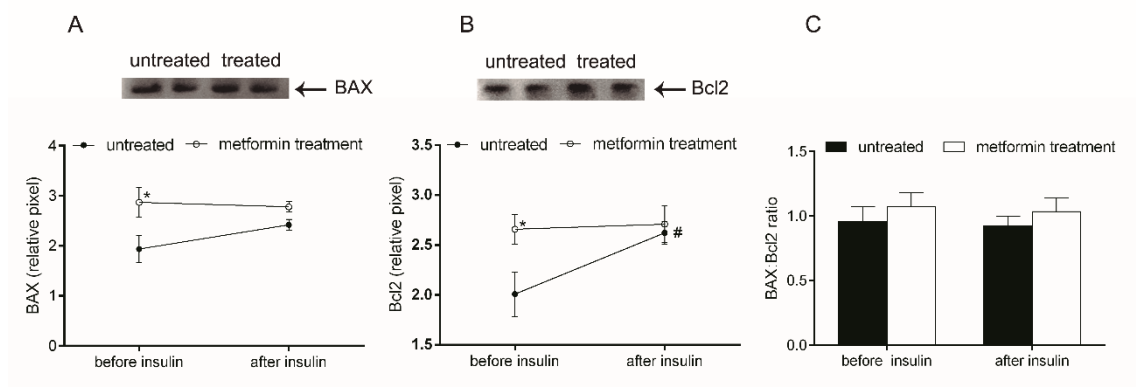 A
untreated treated
BAX
untreated metformin treatment
BAX (relative pixel)
4
3
2
1
0
*
before insulin after insulin
B
untreated treated
Bcl2
untreated metformin treatment
Bcl2 (relative pixel)
3.5
3.0
2.5
2.0
1.5
*
#
before insulin after insulin
C
untreated metformin treatment
BAX:Bcl2 ratio
1.5
1.0
0.5
0.0
before insulin after insulin